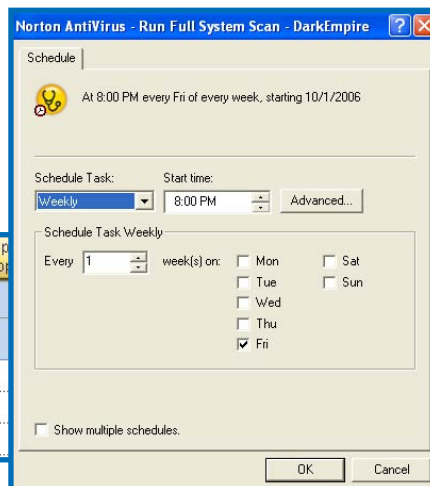 Norton AntiVirus - Run Full System Scan - DarkEmpire
Schedule
At 8:00 PM every Fri of every week, starting 10/1/2006
Schedule Task:
Start time:
Weekly
8:00 PM
Advanced...
Schedule Task Weekly
Every 1 week(s) on:
Mon
Sat
Tue
Sun
Wed
Thu
Fri
Show multiple schedules.
OK
Cancel